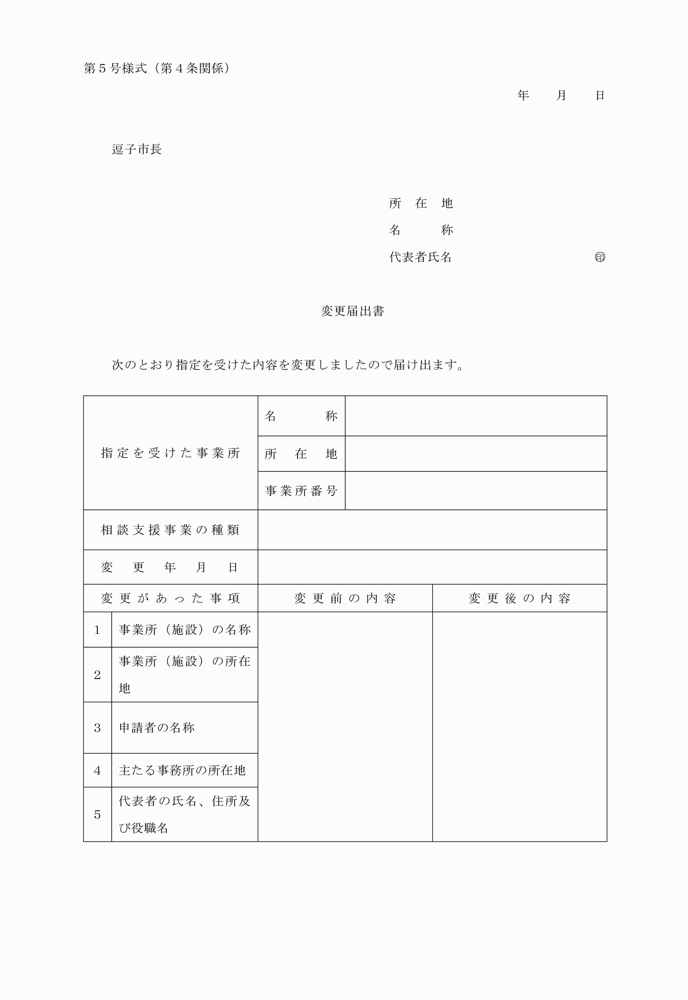 第５号様式（第４条関係）
年　　月　　日
逗子市長
所　在　地
名　　　称
代表者氏名　　　　　　　　　　　㊞
変更届出書
次のとおり指定を受けた内容を変更しましたので届け出ます。
指定を受けた事業所
名　　　称
所　在　地
事業所番号
相談支援事業の種類
変　更　年　月　日
変更があった事項　変更前の内容　変更後の内容
１　事業所（施設）の名称
２　事業所（施設）の所在
地
３　申請者の名称
４　主たる事務所の所在地
５　代表者の氏名、住所及
び役職名